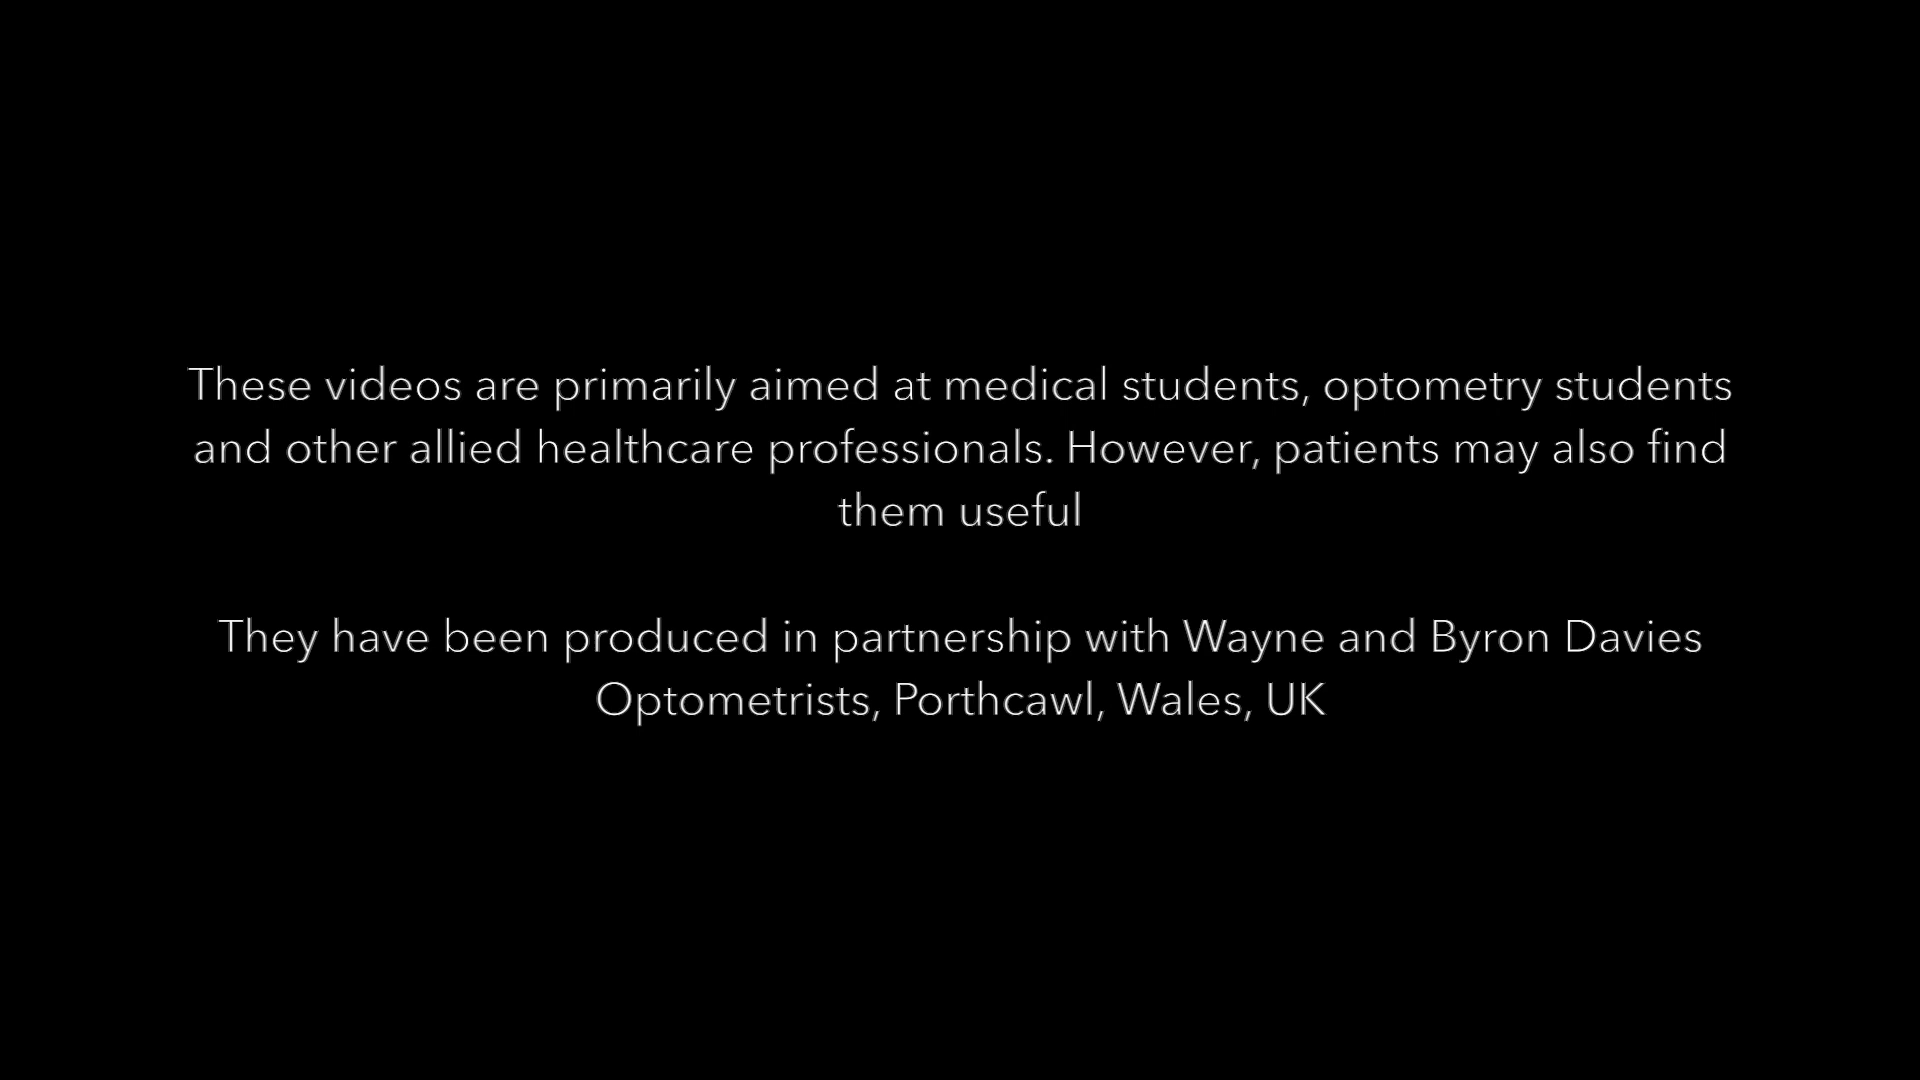 These videos are primarily aimed at medical students, optometry students
and other allied healthcare professionals. However, patients may also find
them useful
They have been produced in partnership with Wayne and Byron Davies
Optometrists, Porthcawl, Wales, UK